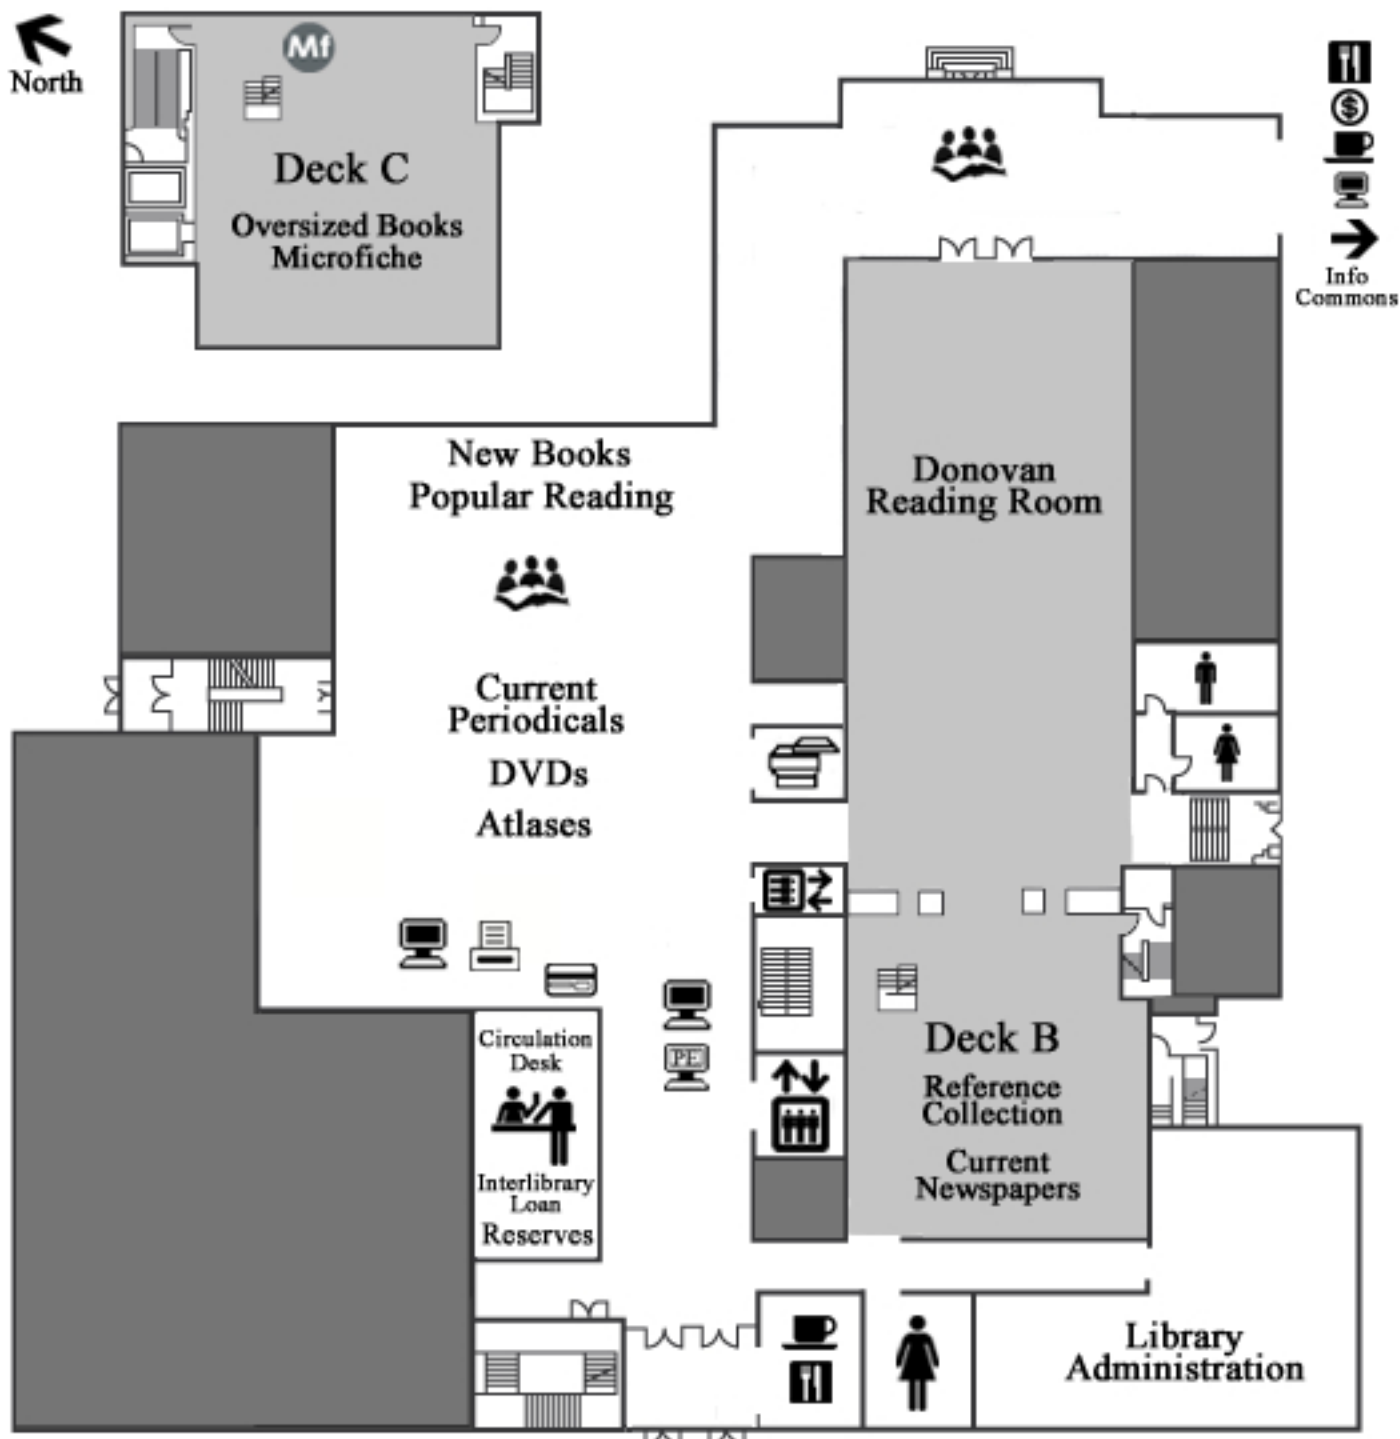 North
Mf
Deck C
Oversized Books
Microfiche
$
Info
Commons
New Books
Popular Reading
Donovan
Reading Room
Current
Periodicals
DVDs
Atlases
Circulation
Desk
PE
Interlibrary
Loan
Reserves
Deck B
Reference
Collection
Current
Newspapers
Library
Administration